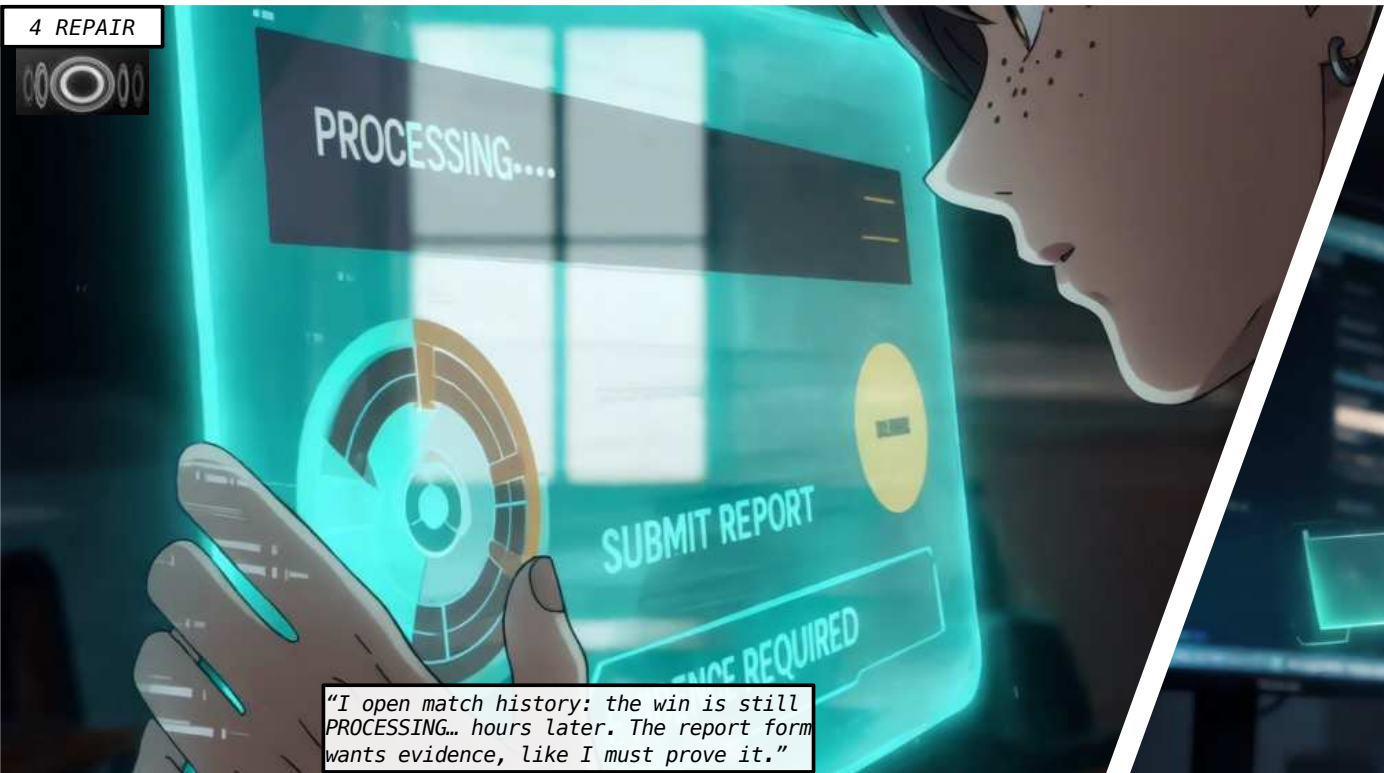 4 REPAIR
PROCESSING....
SUBMIT REPORT
REQUIRED
“I open match history: the win is still
PROCESSING… hours later. The report form
wants evidence, like I must prove it.”